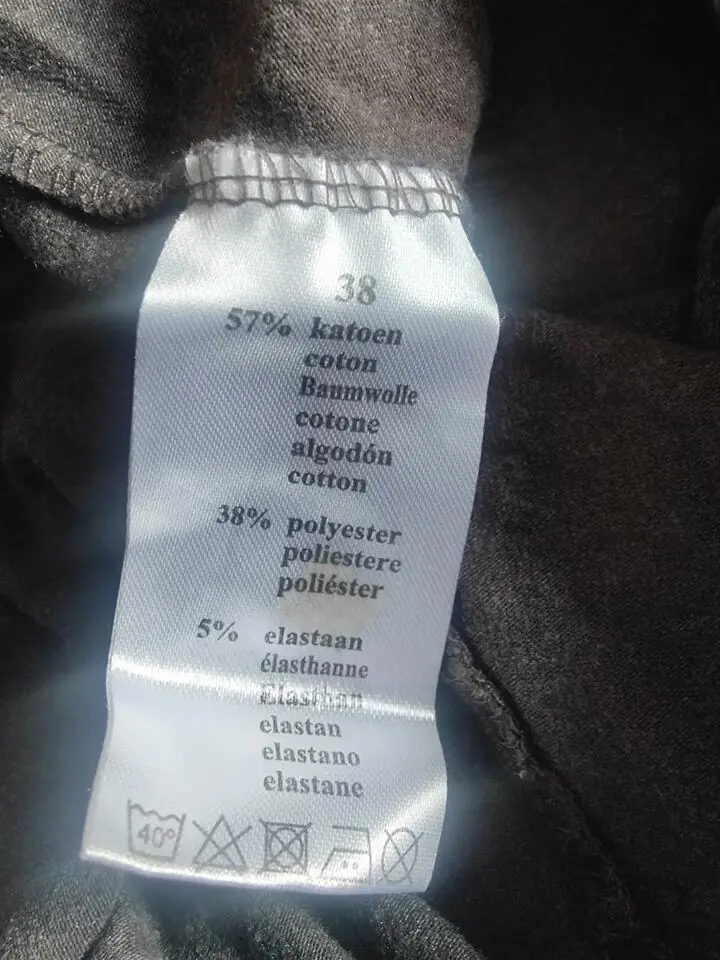 38
57% katoen
coton
Baumwolle
cotone
algodón
cotton
38% polyester
poliestere
poliéster
5% elastaan
élasthanne
Elasthan
elastan
elastano
elastane
40°